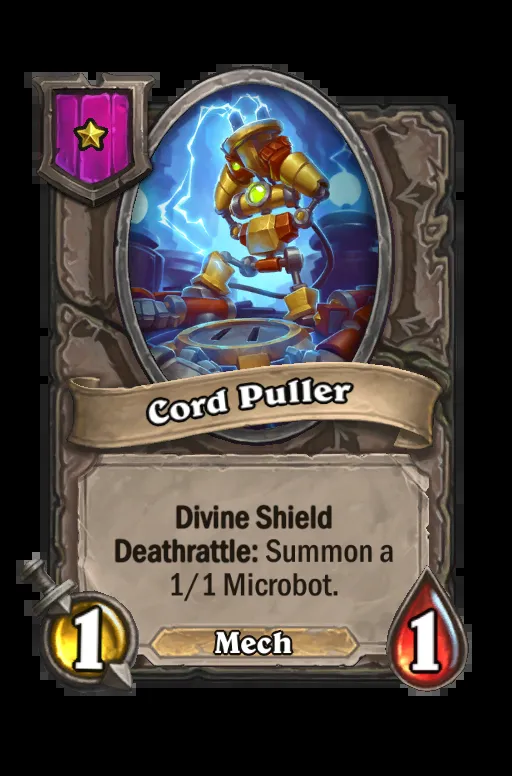 Cord Puller
Divine Shield
Deathrattle: Summon a
1/1 Microbot.
1
Mech
1